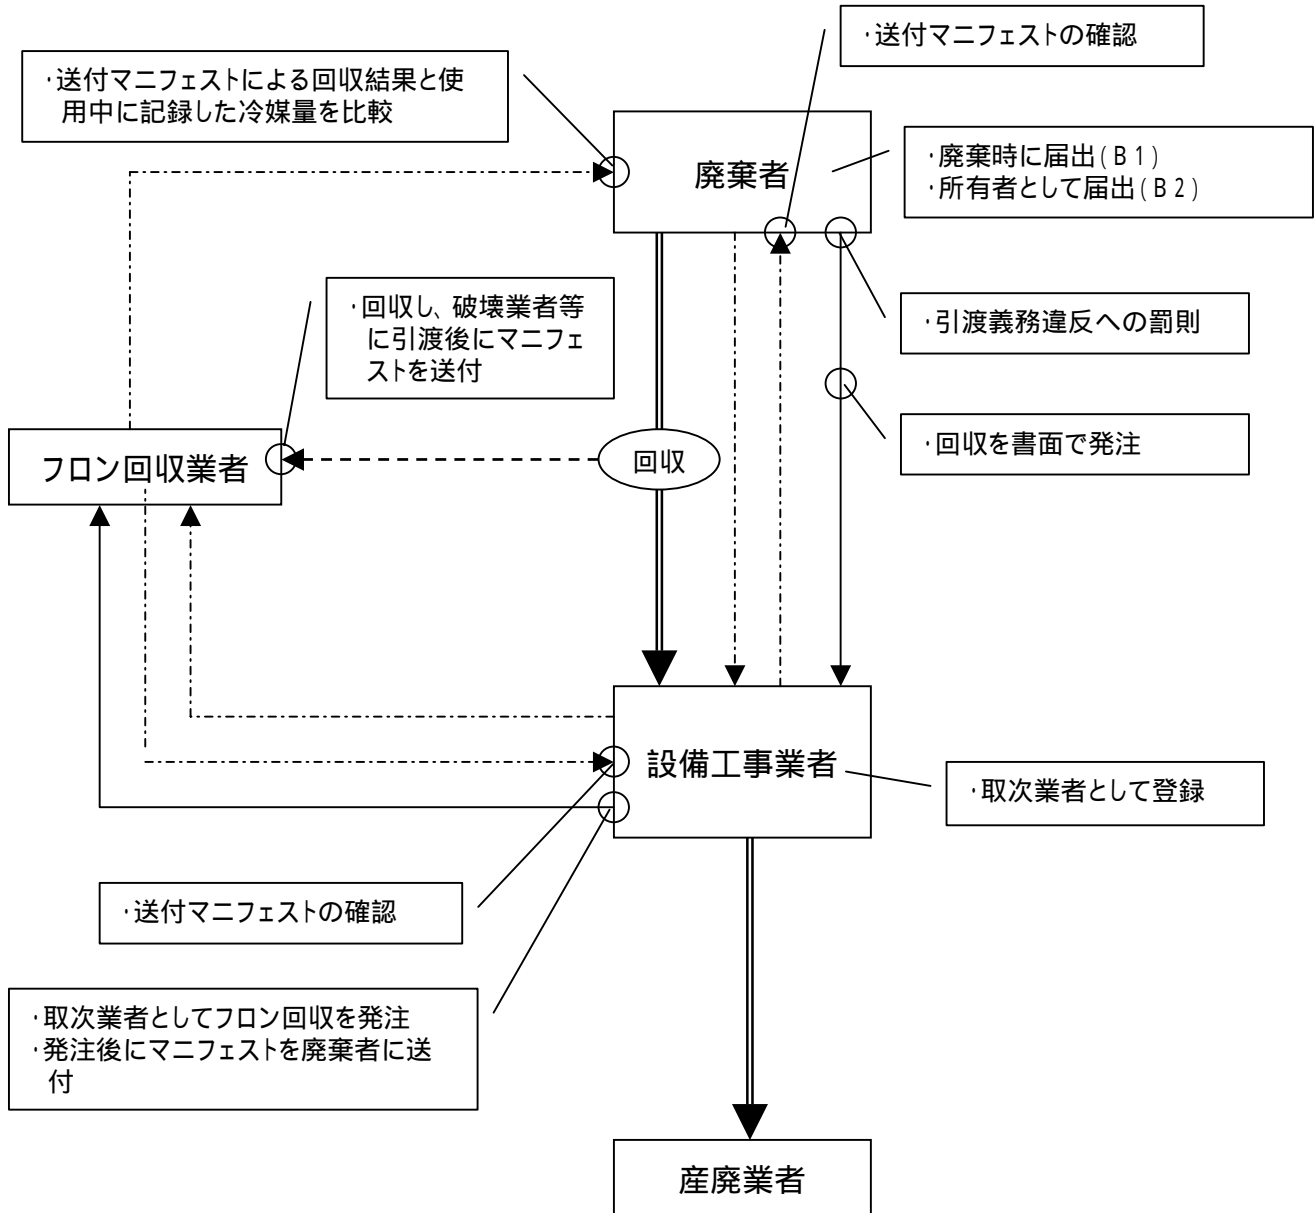 ･送付マニフェストの確認
･送付マニフェストによる回収結果と使
用中に記録した冷媒量を比較
廃棄者
･廃棄時に届出(B1)
･所有者として届出(B2)
･回収し、破壊業者等
に引渡後にマニフェ
ストを送付
･引渡義務違反への罰則
･回収を書面で発注
フロン回収業者
回収
設備工事業者
･取次業者として登録
･送付マニフェストの確認
･取次業者としてフロン回収を発注
･発注後にマニフェストを廃棄者に送
付
産廃業者